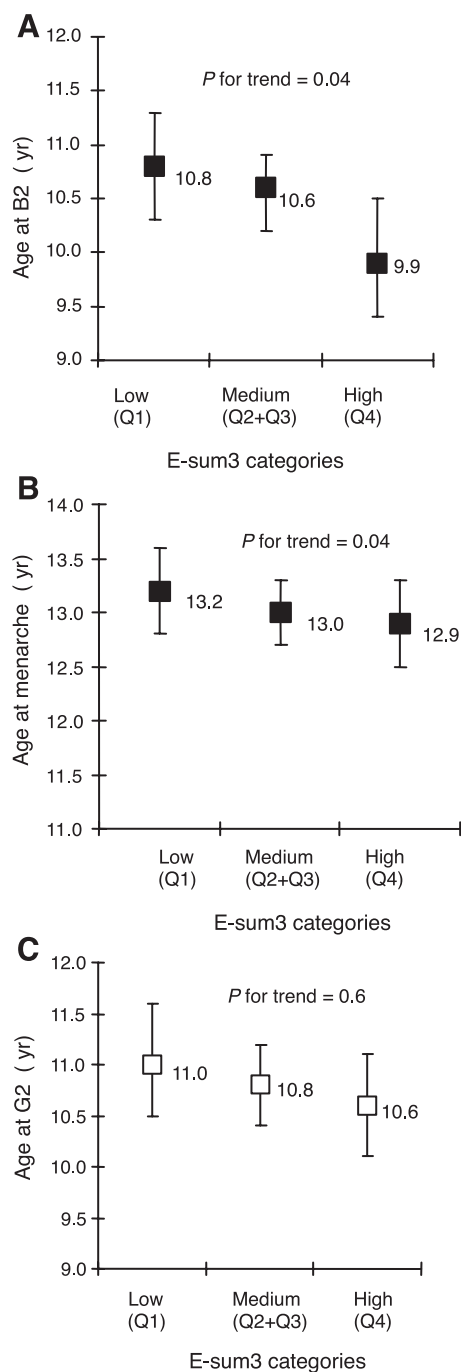 A
12.0
P for trend = 0.04
11.5
11.0
10.8
10.6
10.5
10.0
9.9
9.5
9.0
Age at B2 ( yr)
Low Medium High
(Q1) (Q2+Q3) (Q4)
E-sum3 categories
B
14.0
P for trend = 0.04
13.5
13.2
13.0
13.0
12.9
12.5
12.0
11.5
11.0
Age at menarche ( yr)
Low Medium High
(Q1) (Q2+Q3) (Q4)
E-sum3 categories
C
12.0
P for trend = 0.6
11.5
11.0
11.0
10.8
10.6
10.5
10.0
9.5
9.0
Age at G2 ( yr)
Low Medium High
(Q1) (Q2+Q3) (Q4)
E-sum3 categories